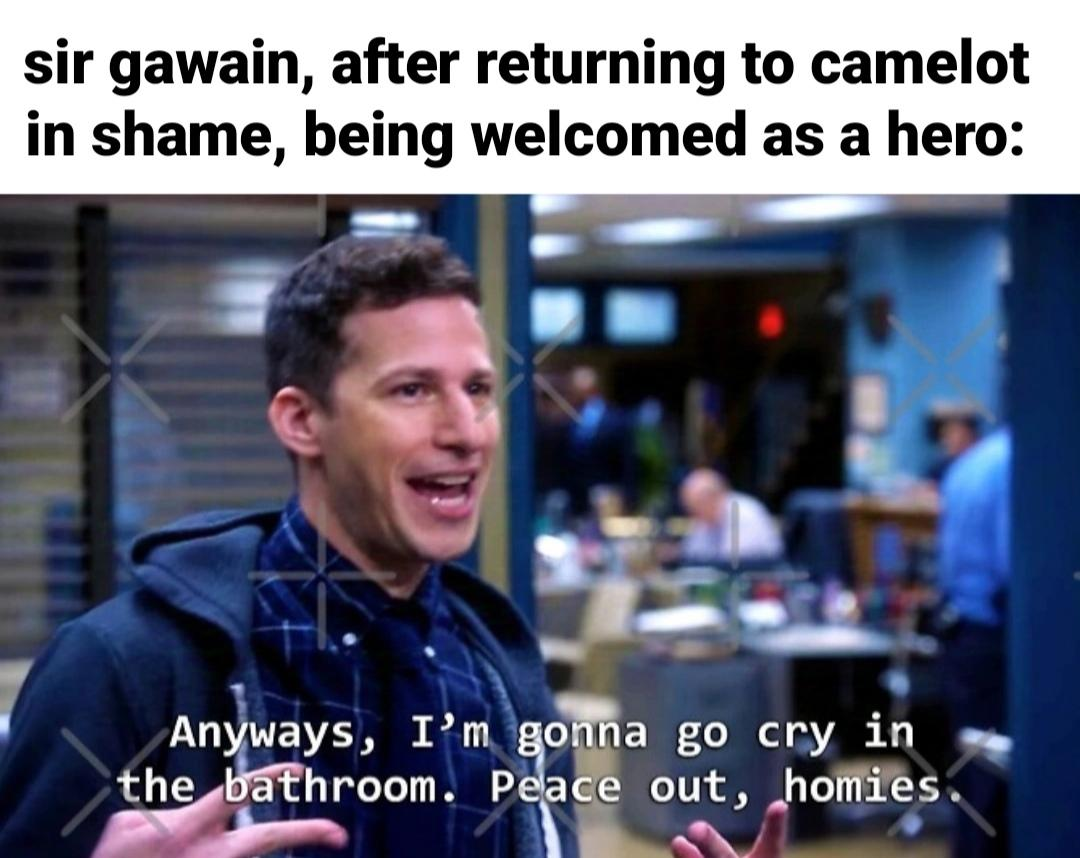 sir gawain, after returning to camelot
in shame, being welcomed as a hero:
Anyways, I'm gonna go cry in
the bathroom. Peace out, homies.